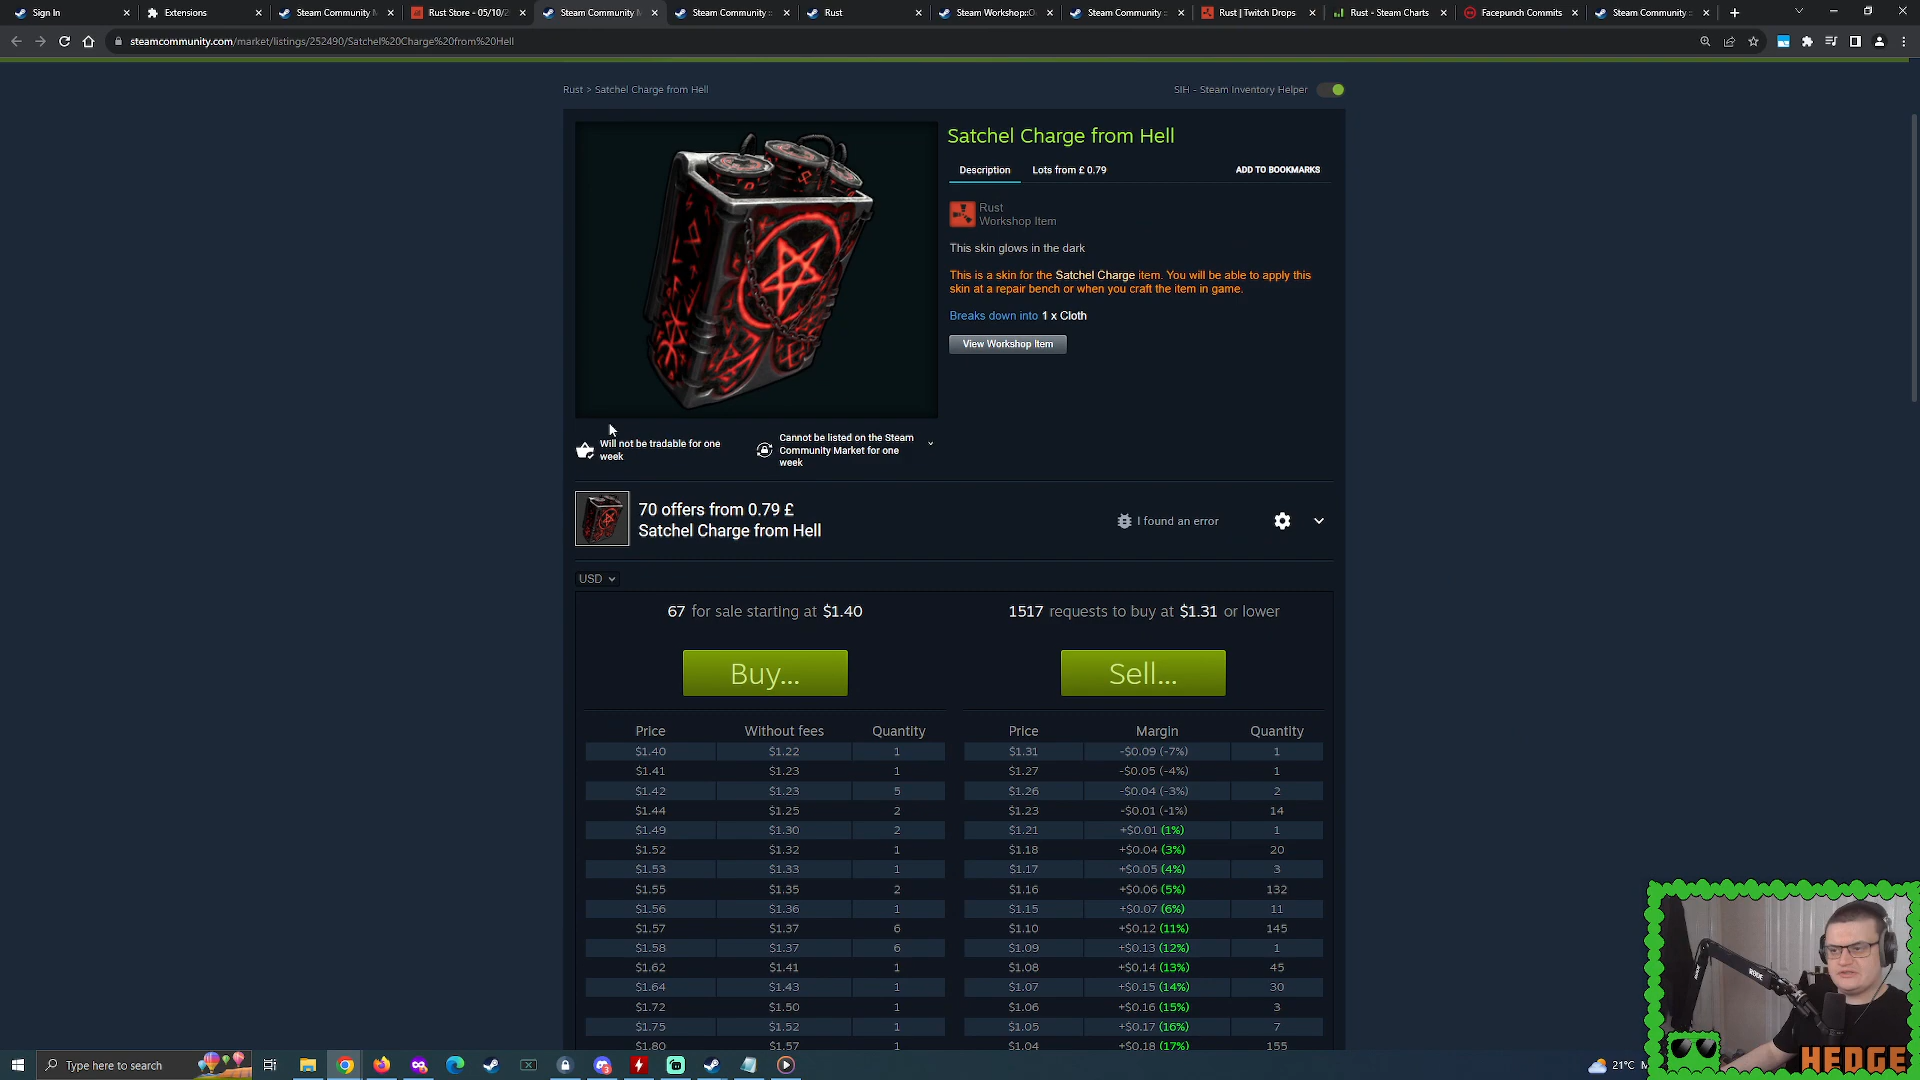 Sign In
Extensions
Steam Community M
Rust Store - 05/10/2
Steam Community M
Steam Community ::
Rust
Steam Workshop::O
Steam Community ::
Rust | Twitch Drops
Rust - Steam Charts
Facepunch Commits
Steam Community ::
steamcommunity.com/market/listings/252490/Satchel%20Charge%20from%20Hell
Rust > Satchel Charge from Hell
SIH - Steam Inventory Helper
Satchel Charge from Hell
Description
Lots from £ 0.79
ADD TO BOOKMARKS
Rust
Workshop Item
This skin glows in the dark
This is a skin for the Satchel Charge item. You will be able to apply this
skin at a repair bench or when you craft the item in game.
Breaks down into 1 x Cloth
View Workshop Item
Will not be tradable for one
week
Cannot be listed on the Steam
Community Market for one
week
70 offers from 0.79 £
Satchel Charge from Hell
I found an error
USD
67 for sale starting at $1.40
1517 requests to buy at $1.31 or lower
Buy...
Sell...
Price Without fees Quantity Price Margin Quantity
$1.40 $1.22 1 $1.31 -$0.09 (-7%) 1
$1.41 $1.23 1 $1.27 -$0.05 (-4%) 1
$1.42 $1.23 5 $1.26 -$0.04 (-3%) 2
$1.44 $1.25 2 $1.23 -$0.01 (-1%) 14
$1.49 $1.30 2 $1.21 +$0.01 (1%) 1
$1.52 $1.32 1 $1.18 +$0.04 (3%) 20
$1.53 $1.33 1 $1.17 +$0.05 (4%) 3
$1.55 $1.35 2 $1.16 +$0.06 (5%) 132
$1.56 $1.36 1 $1.15 +$0.07 (6%) 11
$1.57 $1.37 6 $1.10 +$0.12 (11%) 145
$1.58 $1.37 6 $1.09 +$0.13 (12%) 1
$1.62 $1.41 1 $1.08 +$0.14 (13%) 45
$1.64 $1.43 1 $1.07 +$0.15 (14%) 30
$1.72 $1.50 1 $1.06 +$0.16 (15%) 3
$1.75 $1.52 1 $1.05 +$0.17 (16%) 7
$1.80 $1.57 1 $1.04 +$0.18 (17%) 155
RODE
HEDGE
Type here to search
21°C